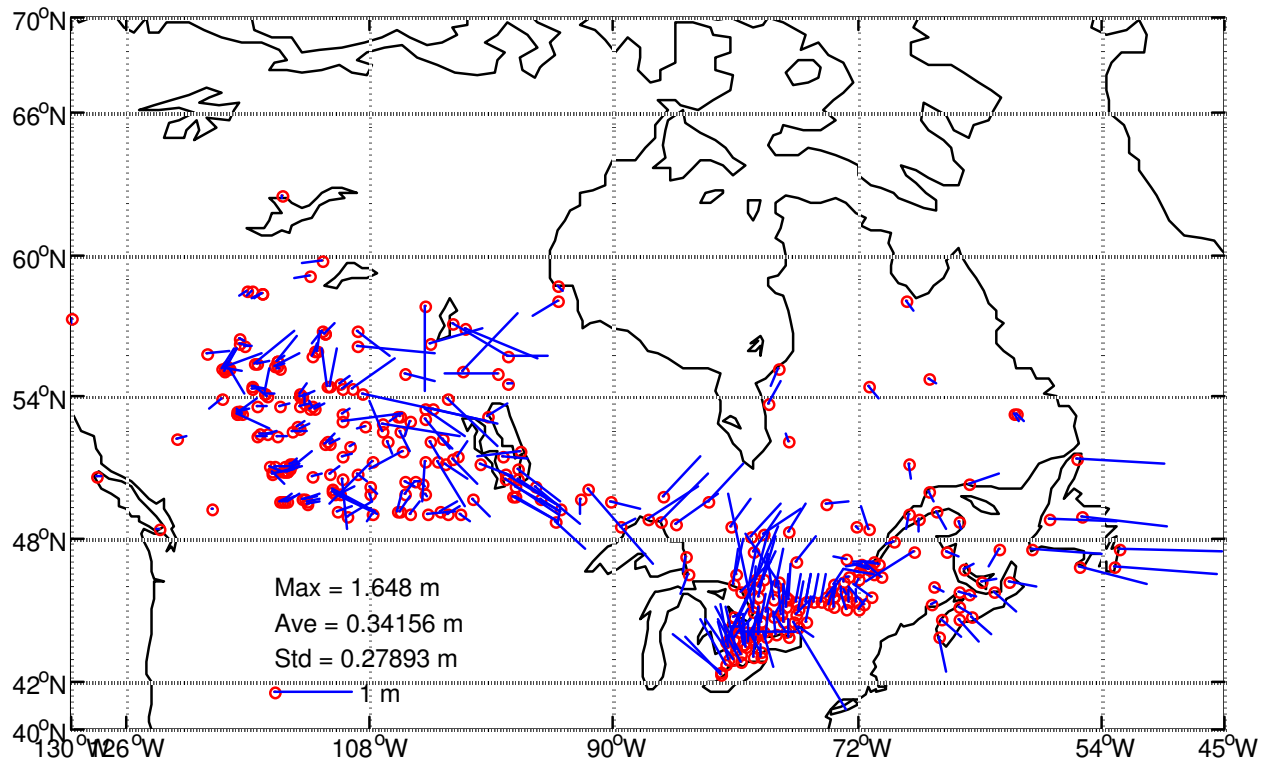 70°N
66°N
60°N
54°N
48°N
42°N
40°N
Max = 1.648 m
Ave = 0.34156 m
Std = 0.27893 m
1 m
130°W
126°W
108°W
90°W
72°W
54°W
45°W